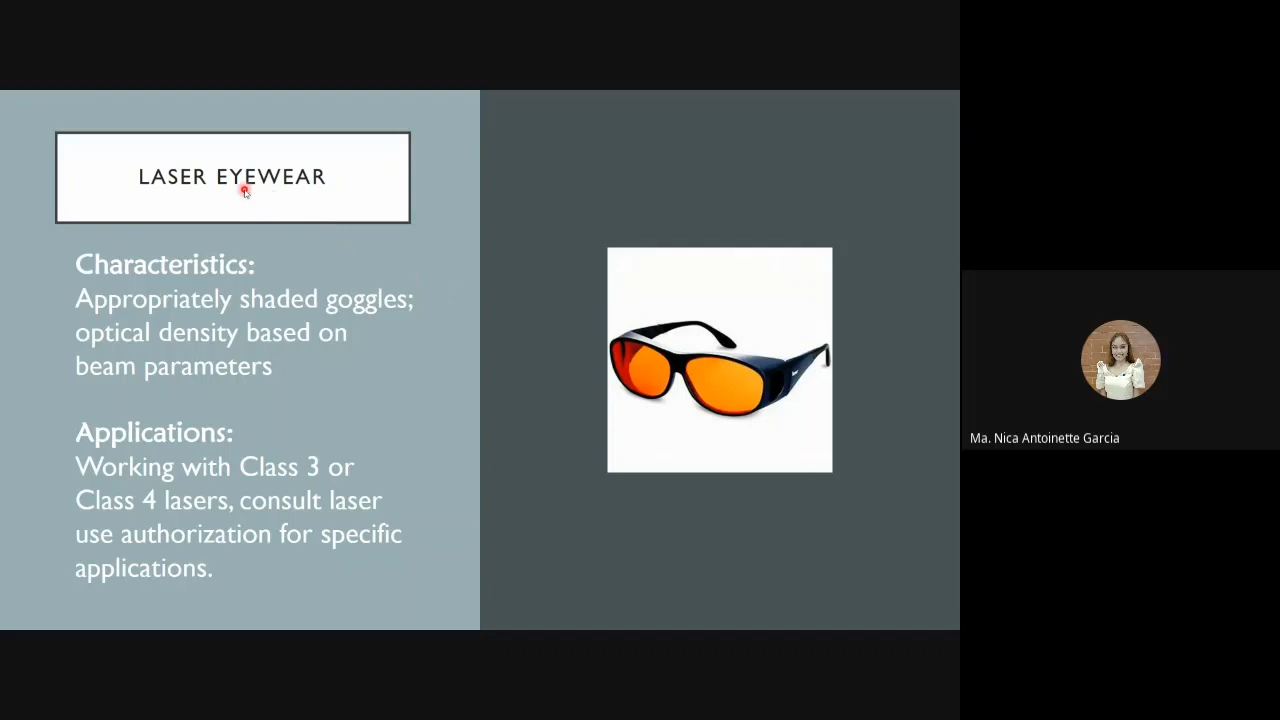 LASER EYEWEAR
Characteristics:
Appropriately shaded goggles;
optical density based on
beam parameters
Applications:
Working with Class 3 or
Class 4 lasers, consult laser
use authorization for specific
applications.
Ma. Nica Antoinette Garcia